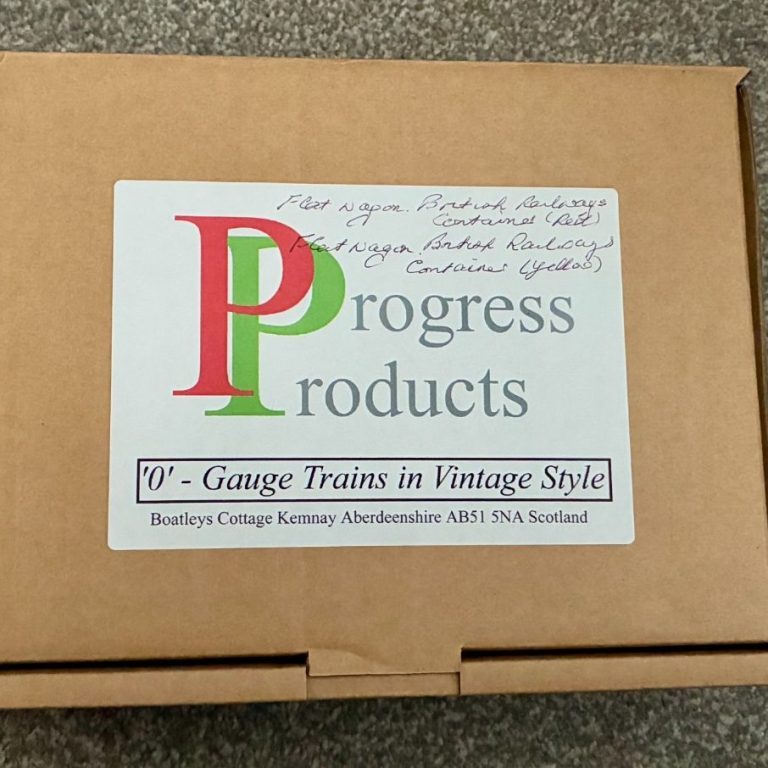 Flat Wagon. British Railways
Container (Red)
Flat Wagon. British Railways
Container (Yellow)
Progress
Products
'0' - Gauge Trains in Vintage Style
Boatleys Cottage Kemnay Aberdeenshire AB51 5NA Scotland